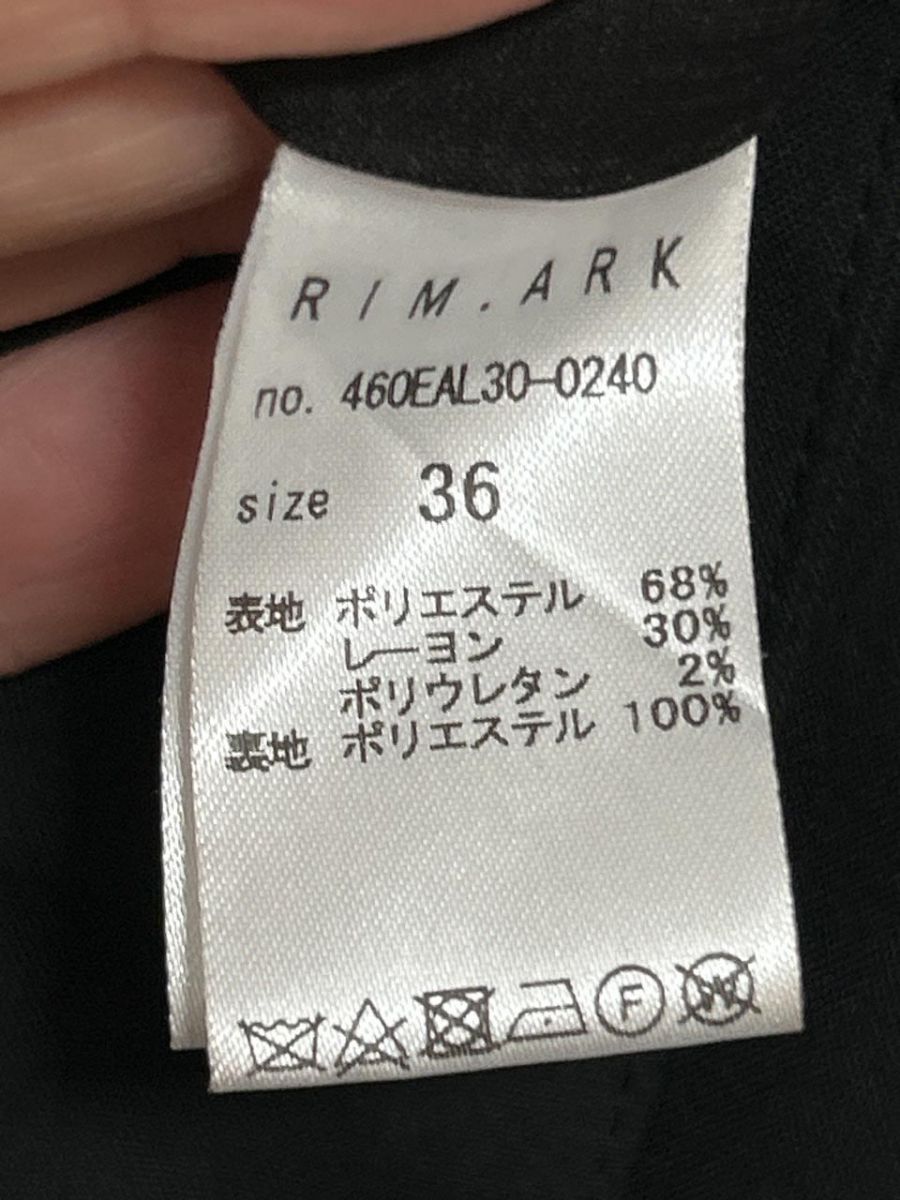 RIM.ARK
no. 460EAL30-0240
size 36
表地 ポリエステル 68%
レーヨン 30%
ポリウレタン 2%
裏地 ポリエステル 100%
F
W